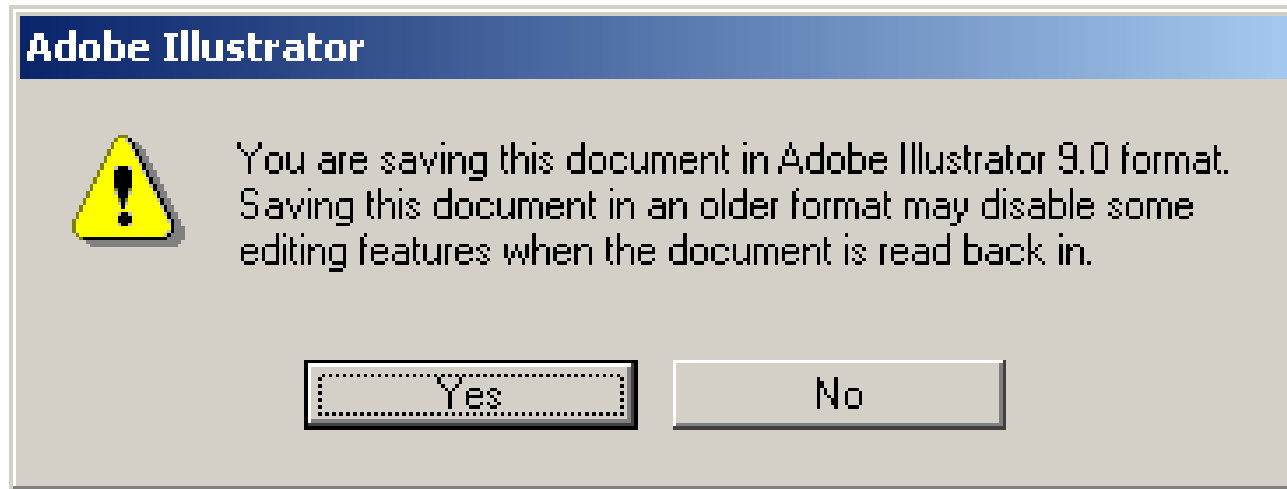 Adobe Illustrator
You are saving this document in Adobe Illustrator 9.0 format.
Saving this document in an older format may disable some
editing features when the document is read back in.
Yes
No